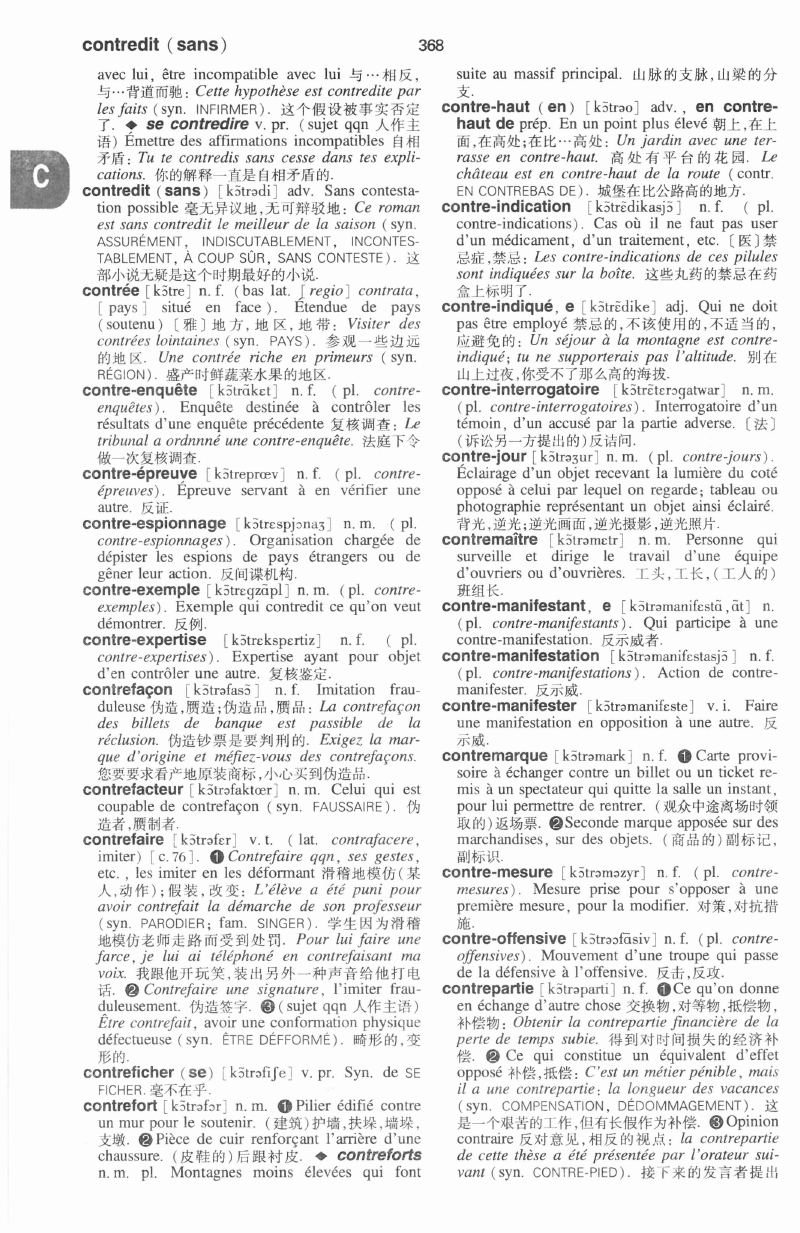 contredit ( sans )
368
C
avec lui, être incompatible avec lui 与…相反,
与…背道而驰: Cette hypothèse est contredite par
les faits (syn. INFIRMER). 这个假设被事实否定
了. ◆ se contredire v. pr. (sujet qqn 人作主
语) Émettre des affirmations incompatibles 自相
矛盾: Tu te contredis sans cesse dans tes expli-
cations. 你的解释一直是自相矛盾的.
contredit ( sans ) [kɔ̃trədi] adv. Sans contesta-
tion possible 毫无异议地,无可辩驳地: Ce roman
est sans contredit le meilleur de la saison (syn.
ASSURÉMENT, INDISCUTABLEMENT, INCONTES-
TABLEMENT, À COUP SÛR, SANS CONTESTE). 这
部小说无疑是这个时期最好的小说.
contrée [kɔ̃tre] n. f. (bas lat. [regio] contrata,
[pays] situé en face). Étendue de pays
(soutenu) 〔雅〕地方,地区,地带: Visiter des
contrées lointaines (syn. PAYS). 参观一些边远
的地区. Une contrée riche en primeurs (syn.
RÉGION). 盛产时鲜蔬菜水果的地区.
contre-enquête [kɔ̃trɑ̃kɛt] n. f. ( pl. contre-
enquêtes). Enquête destinée à contrôler les
résultats d'une enquête précédente 复核调查: Le
tribunal a ordnnné une contre-enquête. 法庭下令
做一次复核调查.
contre-épreuve [kɔ̃treprœv] n. f. ( pl. contre-
épreuves). Épreuve servant à en vérifier une
autre. 反证.
contre-espionnage [kɔ̃trɛspjɔnaʒ] n. m. ( pl.
contre-espionnages). Organisation chargée de
dépister les espions de pays étrangers ou de
gêner leur action. 反间谍机构.
contre-exemple [kɔ̃trɛgzɑ̃pl] n. m. (pl. contre-
exemples). Exemple qui contredit ce qu'on veut
démontrer. 反例.
contre-expertise [kɔ̃trɛkspɛrtiz] n. f. ( pl.
contre-expertises). Expertise ayant pour objet
d'en contrôler une autre. 复核鉴定.
contrefaçon [kɔ̃trəfasɔ̃] n. f. Imitation frau-
duleuse 伪造,赝造;伪造品,赝品: La contrefaçon
des billets de banque est passible de la
réclusion. 伪造钞票是要判刑的. Exigez la mar-
que d'origine et méfiez-vous des contrefaçons.
您要要求看产地原装商标,小心买到伪造品.
contrefacteur [kɔ̃trəfaktœr] n. m. Celui qui est
coupable de contrefaçon (syn. FAUSSAIRE). 伪
造者,赝制者.
contrefaire [kɔ̃trəfɛr] v. t. ( lat. contrafacere,
imiter) [c. 76]. ❶ Contrefaire qqn, ses gestes,
etc., les imiter en les déformant 滑稽地模仿(某
人,动作);假装,改变: L'élève a été puni pour
avoir contrefait la démarche de son professeur
(syn. PARODIER; fam. SINGER). 学生因为滑稽
地模仿老师走路而受到处罚. Pour lui faire une
farce, je lui ai téléphoné en contrefaisant ma
voix. 我跟他开玩笑,装出另外一种声音给他打电
话. ❷ Contrefaire une signature, l'imiter frau-
duleusement. 伪造签字. ❸ (sujet qqn 人作主语)
Être contrefait, avoir une conformation physique
défectueuse (syn. ÊTRE DÉFFORMÉ). 畸形的,变
形的.
contreficher ( se ) [kɔ̃trəfiʃe] v. pr. Syn. de SE
FICHER. 毫不在乎.
contrefort [kɔ̃trəfɔr] n. m. ❶ Pilier édifié contre
un mur pour le soutenir. (建筑)护墙,扶垛,墙垛,
支墩. ❷ Pièce de cuir renforçant l'arrière d'une
chaussure. (皮鞋的)后跟衬皮. ◆ contreforts
n. m. pl. Montagnes moins élevées qui font
suite au massif principal. 山脉的支脉,山梁的分
支.
contre-haut ( en ) [kɔ̃trəo] adv., en contre-
haut de prép. En un point plus élevé 朝上,在上
面,在高处;在比…高处: Un jardin avec une ter-
rasse en contre-haut. 高处有平台的花园. Le
château est en contre-haut de la route (contr.
EN CONTREBAS DE). 城堡在比公路高的地方.
contre-indication [kɔ̃trɛ̃dikasjɔ̃] n. f. ( pl.
contre-indications). Cas où il ne faut pas user
d'un médicament, d'un traitement, etc. 〔医〕禁
忌症,禁忌: Les contre-indications de ces pilules
sont indiquées sur la boîte. 这些丸药的禁忌在药
盒上标明了.
contre-indiqué, e [kɔ̃trɛ̃dike] adj. Qui ne doit
pas être employé 禁忌的,不该使用的,不适当的,
应避免的: Un séjour à la montagne est contre-
indiqué; tu ne supporterais pas l'altitude. 别在
山上过夜,你受不了那么高的海拔.
contre-interrogatoire [kɔ̃trɛ̃tɛrɔgatwar] n. m.
(pl. contre-interrogatoires). Interrogatoire d'un
témoin, d'un accusé par la partie adverse. 〔法〕
(诉讼另一方提出的)反诘问.
contre-jour [kɔ̃trəʒur] n. m. (pl. contre-jours).
Éclairage d'un objet recevant la lumière du coté
opposé à celui par lequel on regarde; tableau ou
photographie représentant un objet ainsi éclairé.
背光,逆光;逆光画面,逆光摄影,逆光照片.
contremaître [kɔ̃trəmɛtr] n. m. Personne qui
surveille et dirige le travail d'une équipe
d'ouvriers ou d'ouvrières. 工头,工长,(工人的)
班组长.
contre-manifestant, e [kɔ̃trəmanifɛstɑ̃,ɑ̃t] n.
(pl. contre-manifestants). Qui participe à une
contre-manifestation. 反示威者.
contre-manifestation [kɔ̃trəmanifɛstasjɔ̃] n. f.
(pl. contre-manifestations). Action de contre-
manifester. 反示威.
contre-manifester [kɔ̃trəmanifɛste] v. i. Faire
une manifestation en opposition à une autre. 反
示威.
contremarque [kɔ̃trəmark] n. f. ❶ Carte provi-
soire à échanger contre un billet ou un ticket re-
mis à un spectateur qui quitte la salle un instant,
pour lui permettre de rentrer. (观众中途离场时领
取的)返场票. ❷ Seconde marque apposée sur des
marchandises, sur des objets. (商品的)副标记,
副标识.
contre-mesure [kɔ̃trəməzyr] n. f. ( pl. contre-
mesures). Mesure prise pour s'opposer à une
première mesure, pour la modifier. 对策,对抗措
施.
contre-offensive [kɔ̃trəɔfɑ̃siv] n. f. (pl. contre-
offensives). Mouvement d'une troupe qui passe
de la défensive à l'offensive. 反击,反攻.
contrepartie [kɔ̃trəparti] n. f. ❶ Ce qu'on donne
en échange d'autre chose 交换物,对等物,抵偿物,
补偿物: Obtenir la contrepartie financière de la
perte de temps subie. 得到对时间损失的经济补
偿. ❷ Ce qui constitue un équivalent d'effet
opposé 补偿,抵偿: C'est un métier pénible, mais
il a une contrepartie: la longueur des vacances
(syn. COMPENSATION, DÉDOMMAGEMENT). 这
是一个艰苦的工作,但有长假作为补偿. ❸ Opinion
contraire 反对意见,相反的视点: la contrepartie
de cette thèse a été présentée par l'orateur sui-
vant (syn. CONTRE-PIED). 接下来的发言者提出